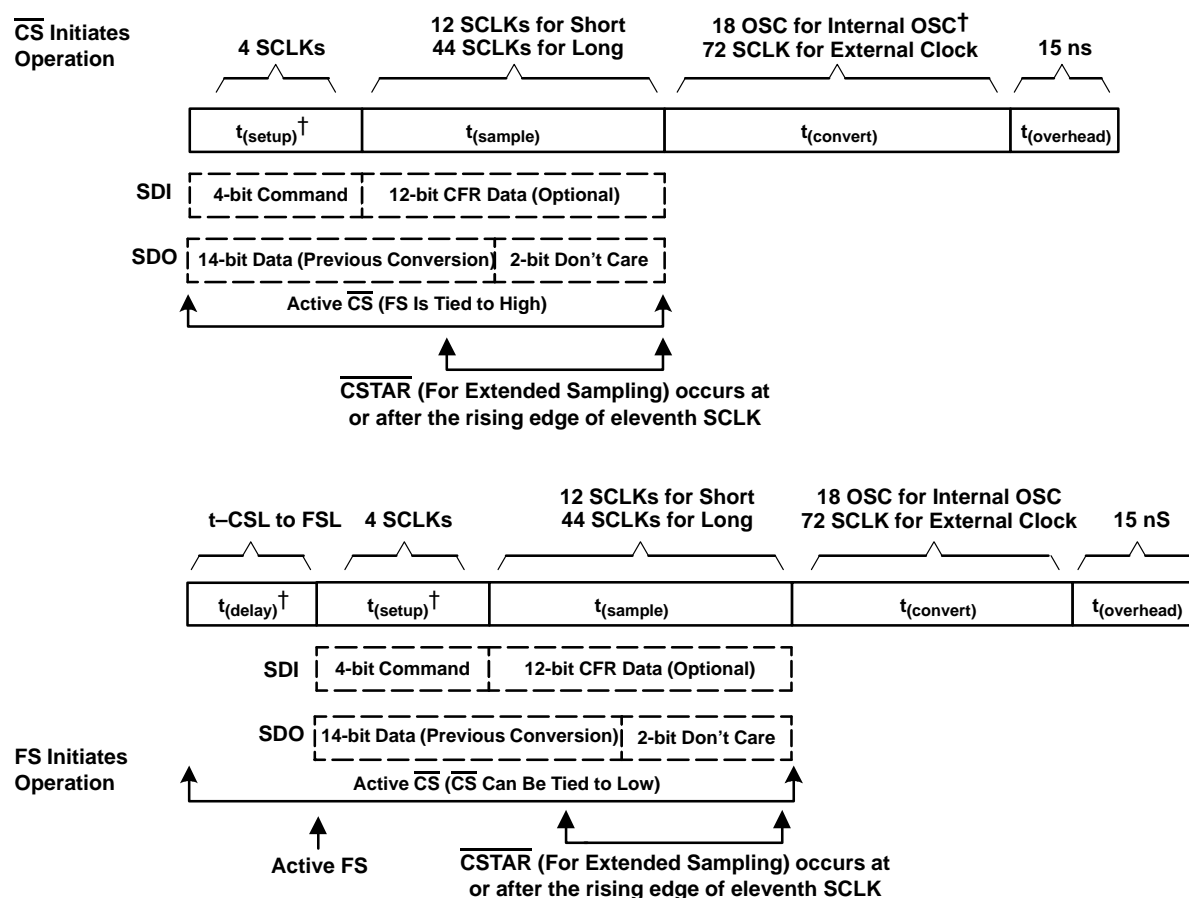 CS Initiates
Operation
4 SCLKs
12 SCLKs for Short
44 SCLKs for Long
18 OSC for Internal OSC†
72 SCLK for External Clock
15 ns
t(setup)†
t(sample)
t(convert)
t(overhead)
SDI
4-bit Command
12-bit CFR Data (Optional)
SDO
14-bit Data (Previous Conversion)
2-bit Don't Care
Active CS (FS Is Tied to High)
CSTAR (For Extended Sampling) occurs at
or after the rising edge of eleventh SCLK
t–CSL to FSL
4 SCLKs
12 SCLKs for Short
44 SCLKs for Long
18 OSC for Internal OSC
72 SCLK for External Clock
15 nS
t(delay)†
t(setup)†
t(sample)
t(convert)
t(overhead)
SDI
4-bit Command
12-bit CFR Data (Optional)
SDO
14-bit Data (Previous Conversion)
2-bit Don't Care
FS Initiates
Operation
Active CS (CS Can Be Tied to Low)
Active FS
CSTAR (For Extended Sampling) occurs at
or after the rising edge of eleventh SCLK